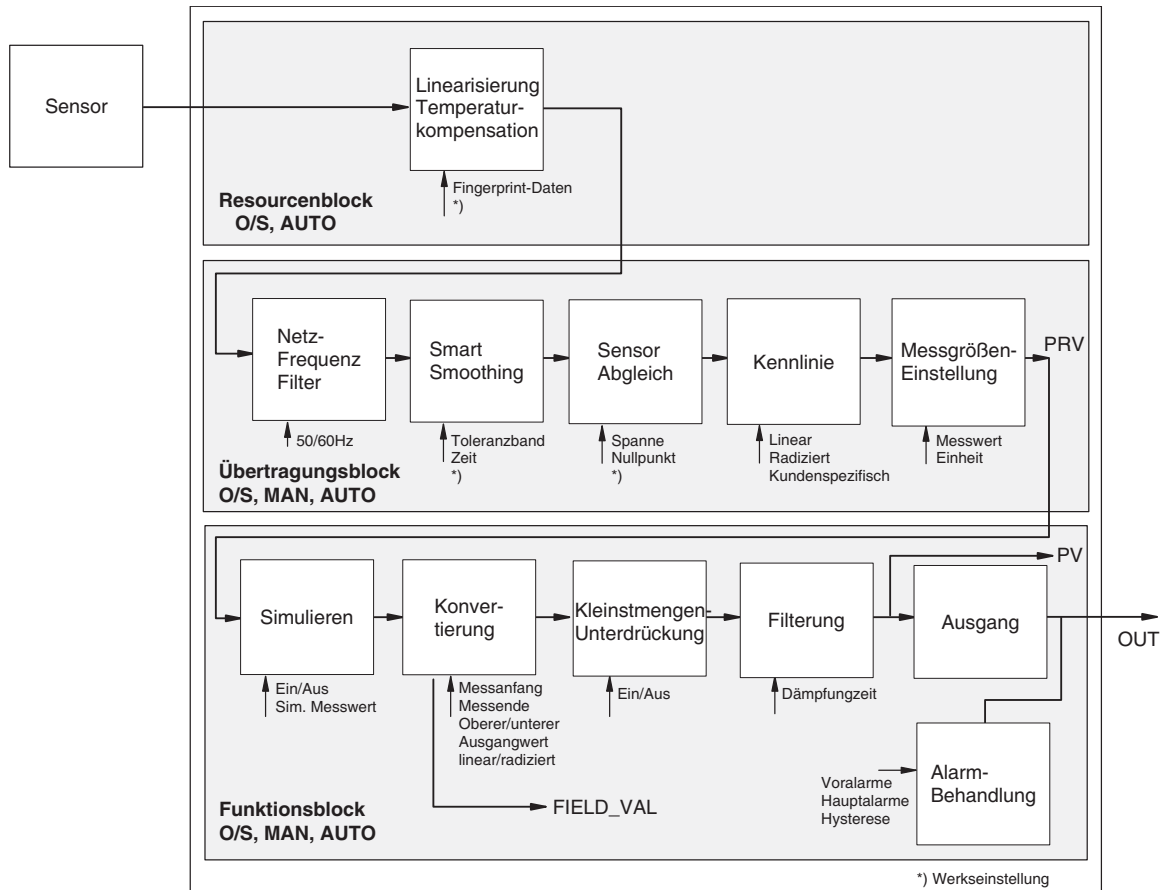 Sensor
Linearisierung
Temperatur-
kompensation
Fingerprint-Daten
*)
Resourcenblock
O/S, AUTO
Netz-
Frequenz
Filter
Smart
Smoothing
Sensor
Abgleich
Kennlinie
Messgrößen-
Einstellung
PRV
50/60Hz
Toleranzband
Zeit
*)
Spanne
Nullpunkt
*)
Linear
Radiziert
Kundenspezifisch
Messwert
Einheit
Übertragungsblock
O/S, MAN, AUTO
PV
Simulieren
Konver-
tierung
Kleinstmengen-
Unterdrückung
Filterung
Ausgang
OUT
Ein/Aus
Sim. Messwert
Messanfang
Messende
Oberer/unterer
Ausgangwert
linear/radiziert
Ein/Aus
Dämpfungzeit
Voralarme
Hauptalarme
Hysterese
Alarm-
Behandlung
FIELD_VAL
Funktionsblock
O/S, MAN, AUTO
*) Werkseinstellung